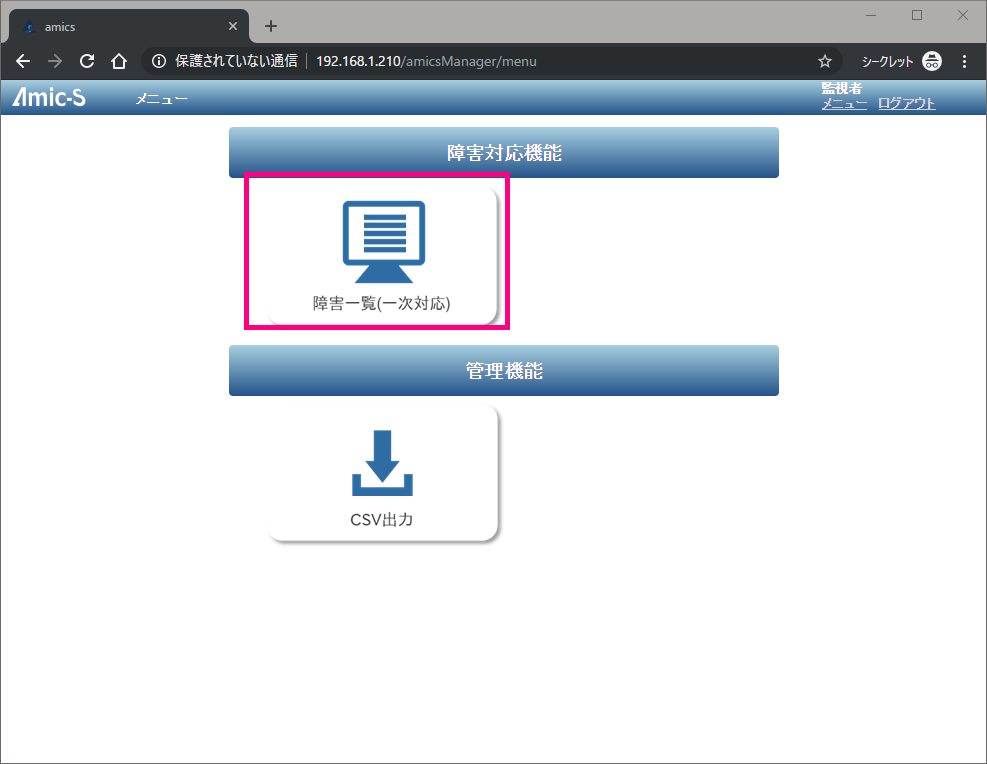 amics
保護されていない通信 192.168.1.210/amicsManager/menu シークレット
Amic-S メニュー
監視者
メニュー ログアウト
障害対応機能
障害一覧(一次対応)
管理機能
CSV出力